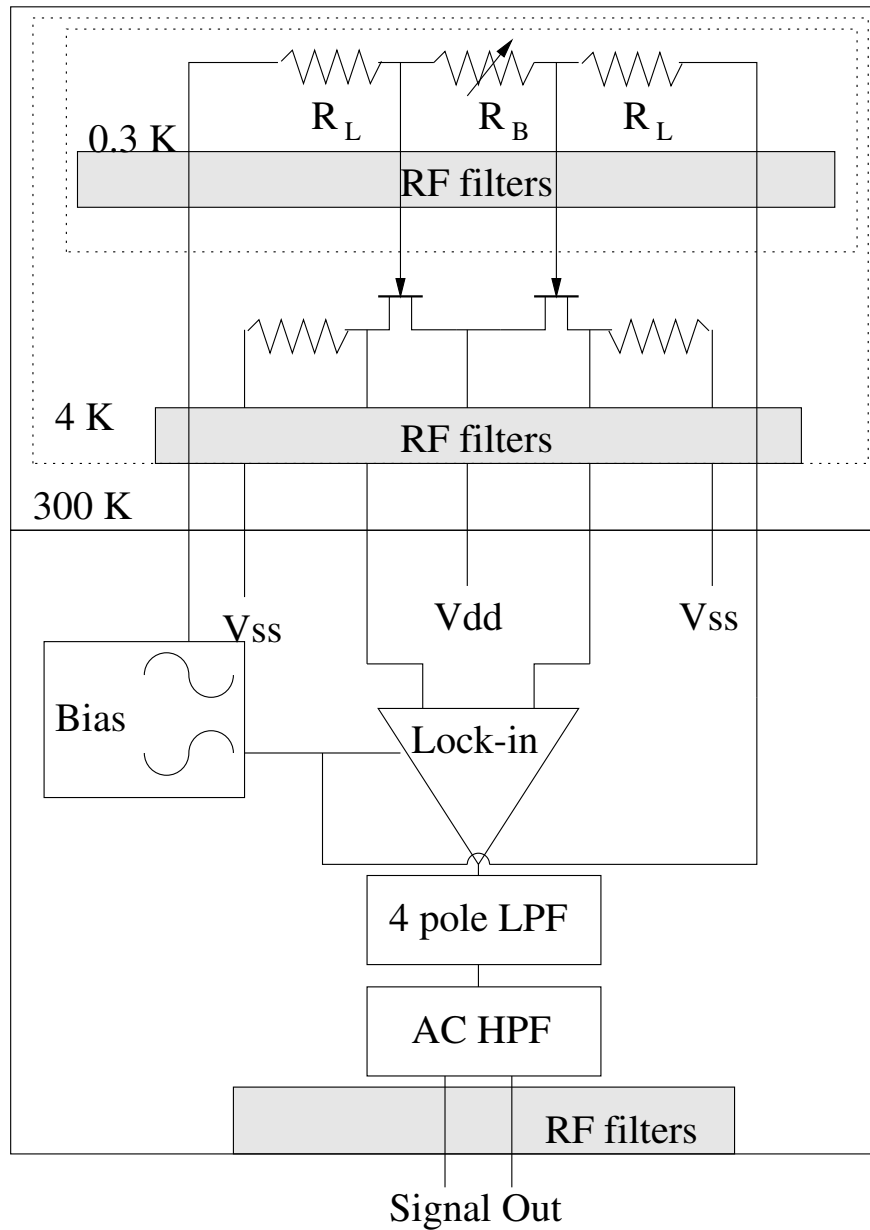 R L R B R L
0.3 K
RF filters
4 K
RF filters
300 K
Vss Vdd Vss
Bias
Lock-in
4 pole LPF
AC HPF
RF filters
Signal Out